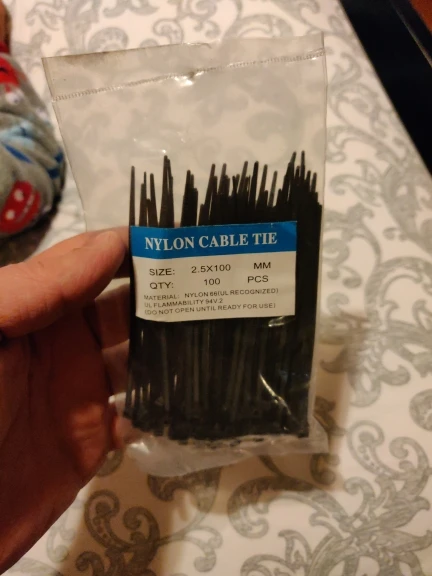 NYLON CABLE TIE
SIZE: 2.5X100 MM
QTY: 100 PCS
MATERIAL: NYLON 66(UL RECOGNIZED)
UL FLAMMABILITY 94V.2
(DO NOT OPEN UNTIL READY FOR USE)